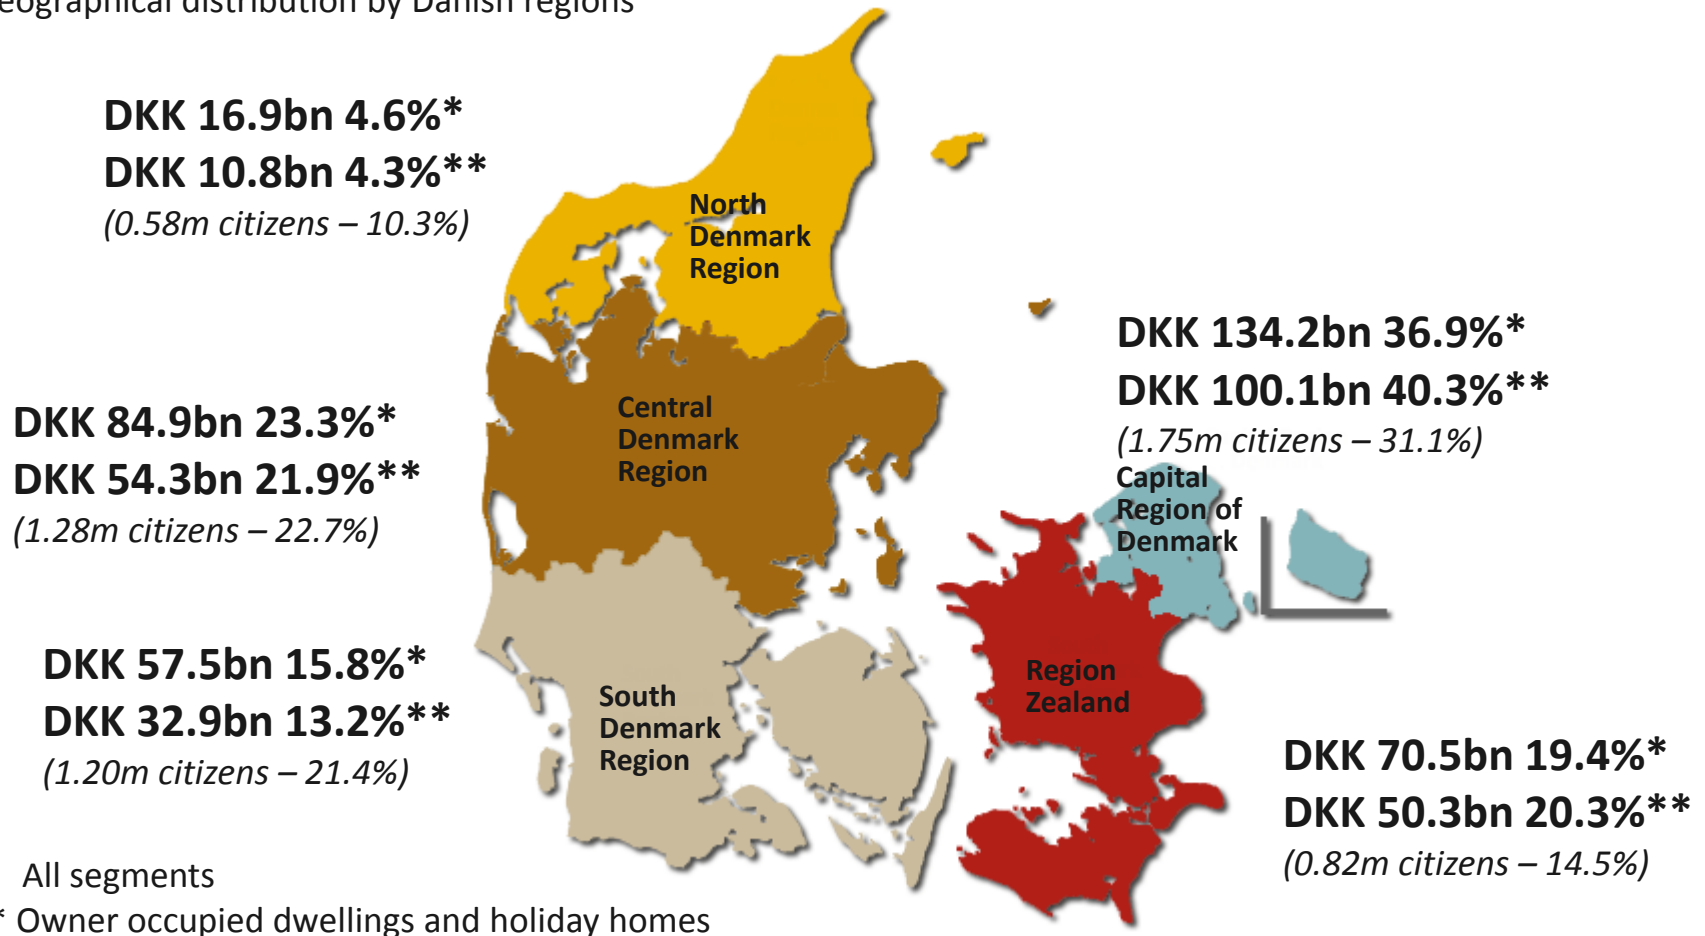 eographical distribution by Danish regions
DKK 16.9bn 4.6%*
DKK 10.8bn 4.3%**
(0.58m citizens – 10.3%)
North
Denmark
Region
DKK 134.2bn 36.9%*
DKK 100.1bn 40.3%**
(1.75m citizens – 31.1%)
DKK 84.9bn 23.3%*
DKK 54.3bn 21.9%**
(1.28m citizens – 22.7%)
Central
Denmark
Region
Capital
Region of
Denmark
DKK 57.5bn 15.8%*
DKK 32.9bn 13.2%**
(1.20m citizens – 21.4%)
South
Denmark
Region
Region
Zealand
DKK 70.5bn 19.4%*
DKK 50.3bn 20.3%**
(0.82m citizens – 14.5%)
All segments
* Owner occupied dwellings and holiday homes